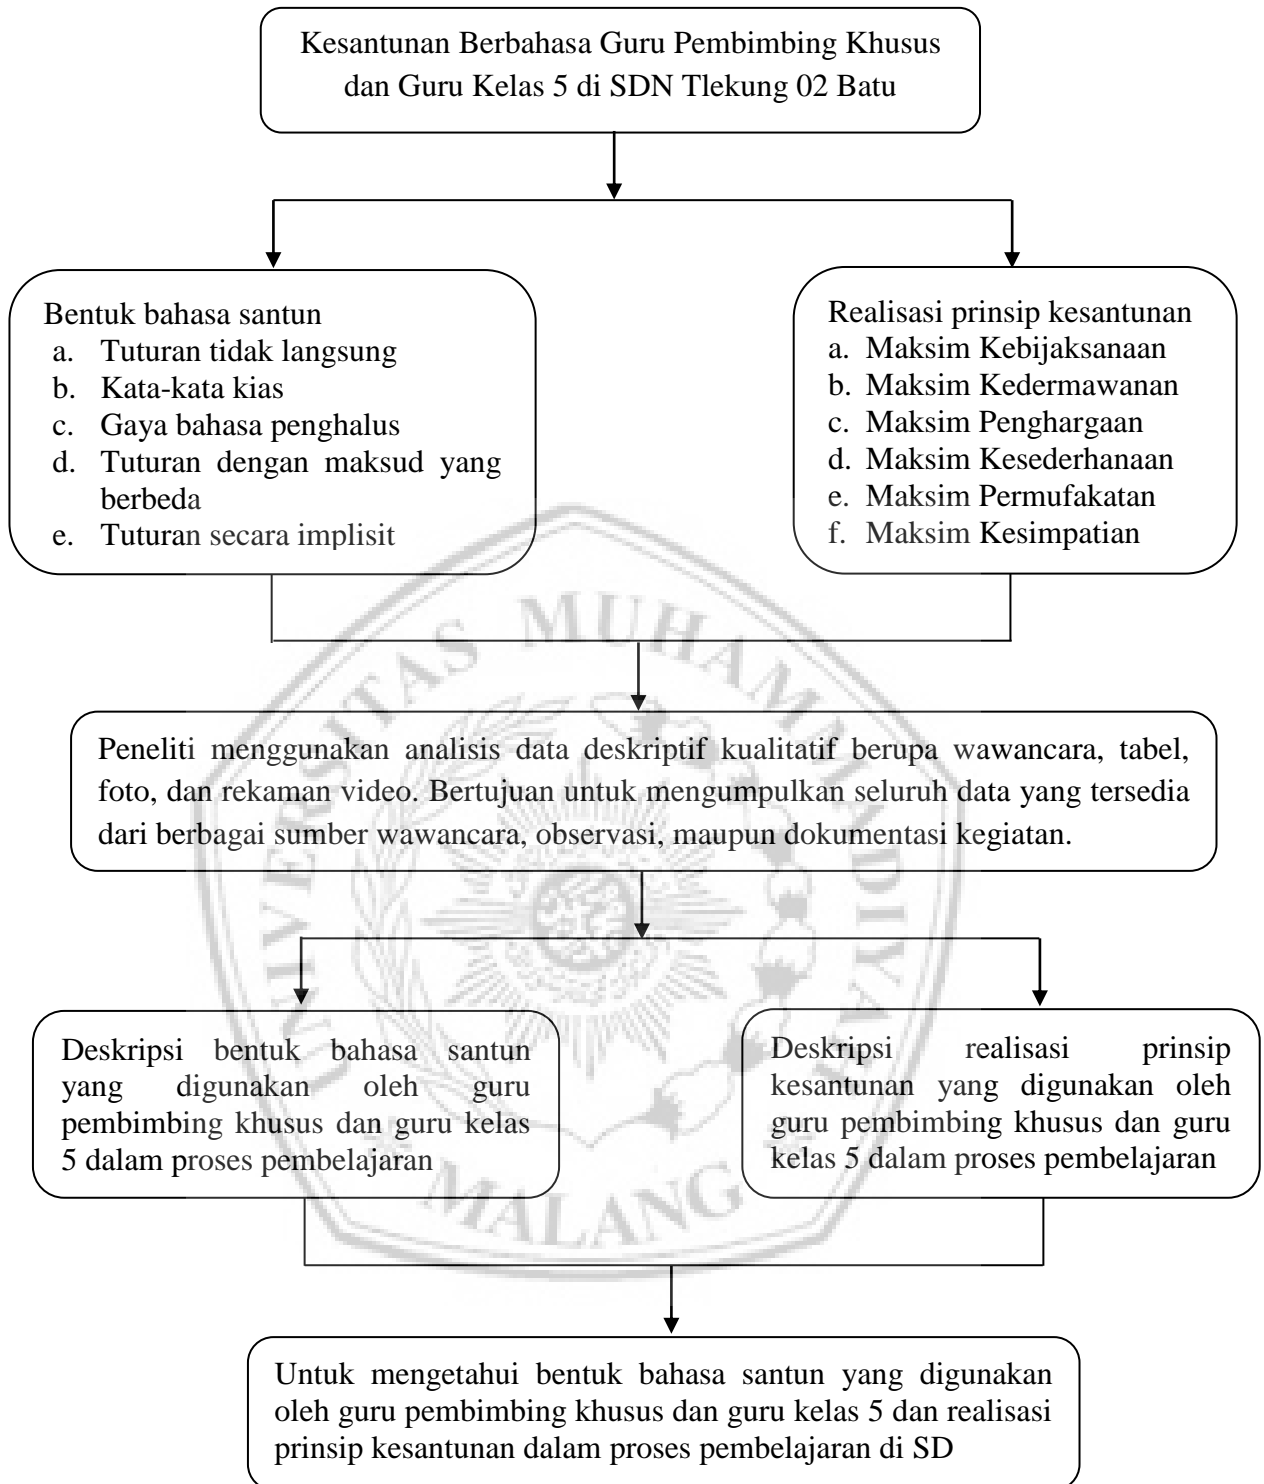 Kesantunan Berbahasa Guru Pembimbing Khusus
dan Guru Kelas 5 di SDN Tlekung 02 Batu
Bentuk bahasa santun
a. Tuturan tidak langsung
b. Kata-kata kias
c. Gaya bahasa penghalus
d. Tuturan dengan maksud yang
berbeda
e. Tuturan secara implisit
Realisasi prinsip kesantunan
a. Maksim Kebijaksanaan
b. Maksim Kedermawanan
c. Maksim Penghargaan
d. Maksim Kesederhanaan
e. Maksim Permufakatan
f. Maksim Kesimpatian
Peneliti menggunakan analisis data deskriptif kualitatif berupa wawancara, tabel,
foto, dan rekaman video. Bertujuan untuk mengumpulkan seluruh data yang tersedia
dari berbagai sumber wawancara, observasi, maupun dokumentasi kegiatan.
Deskripsi bentuk bahasa santun
yang digunakan oleh guru
pembimbing khusus dan guru kelas
5 dalam proses pembelajaran
Deskripsi realisasi prinsip
kesantunan yang digunakan oleh
guru pembimbing khusus dan guru
kelas 5 dalam proses pembelajaran
Untuk mengetahui bentuk bahasa santun yang digunakan
oleh guru pembimbing khusus dan guru kelas 5 dan realisasi
prinsip kesantunan dalam proses pembelajaran di SD
UNIVERSITAS MUHAMMADIYAH
MALANG